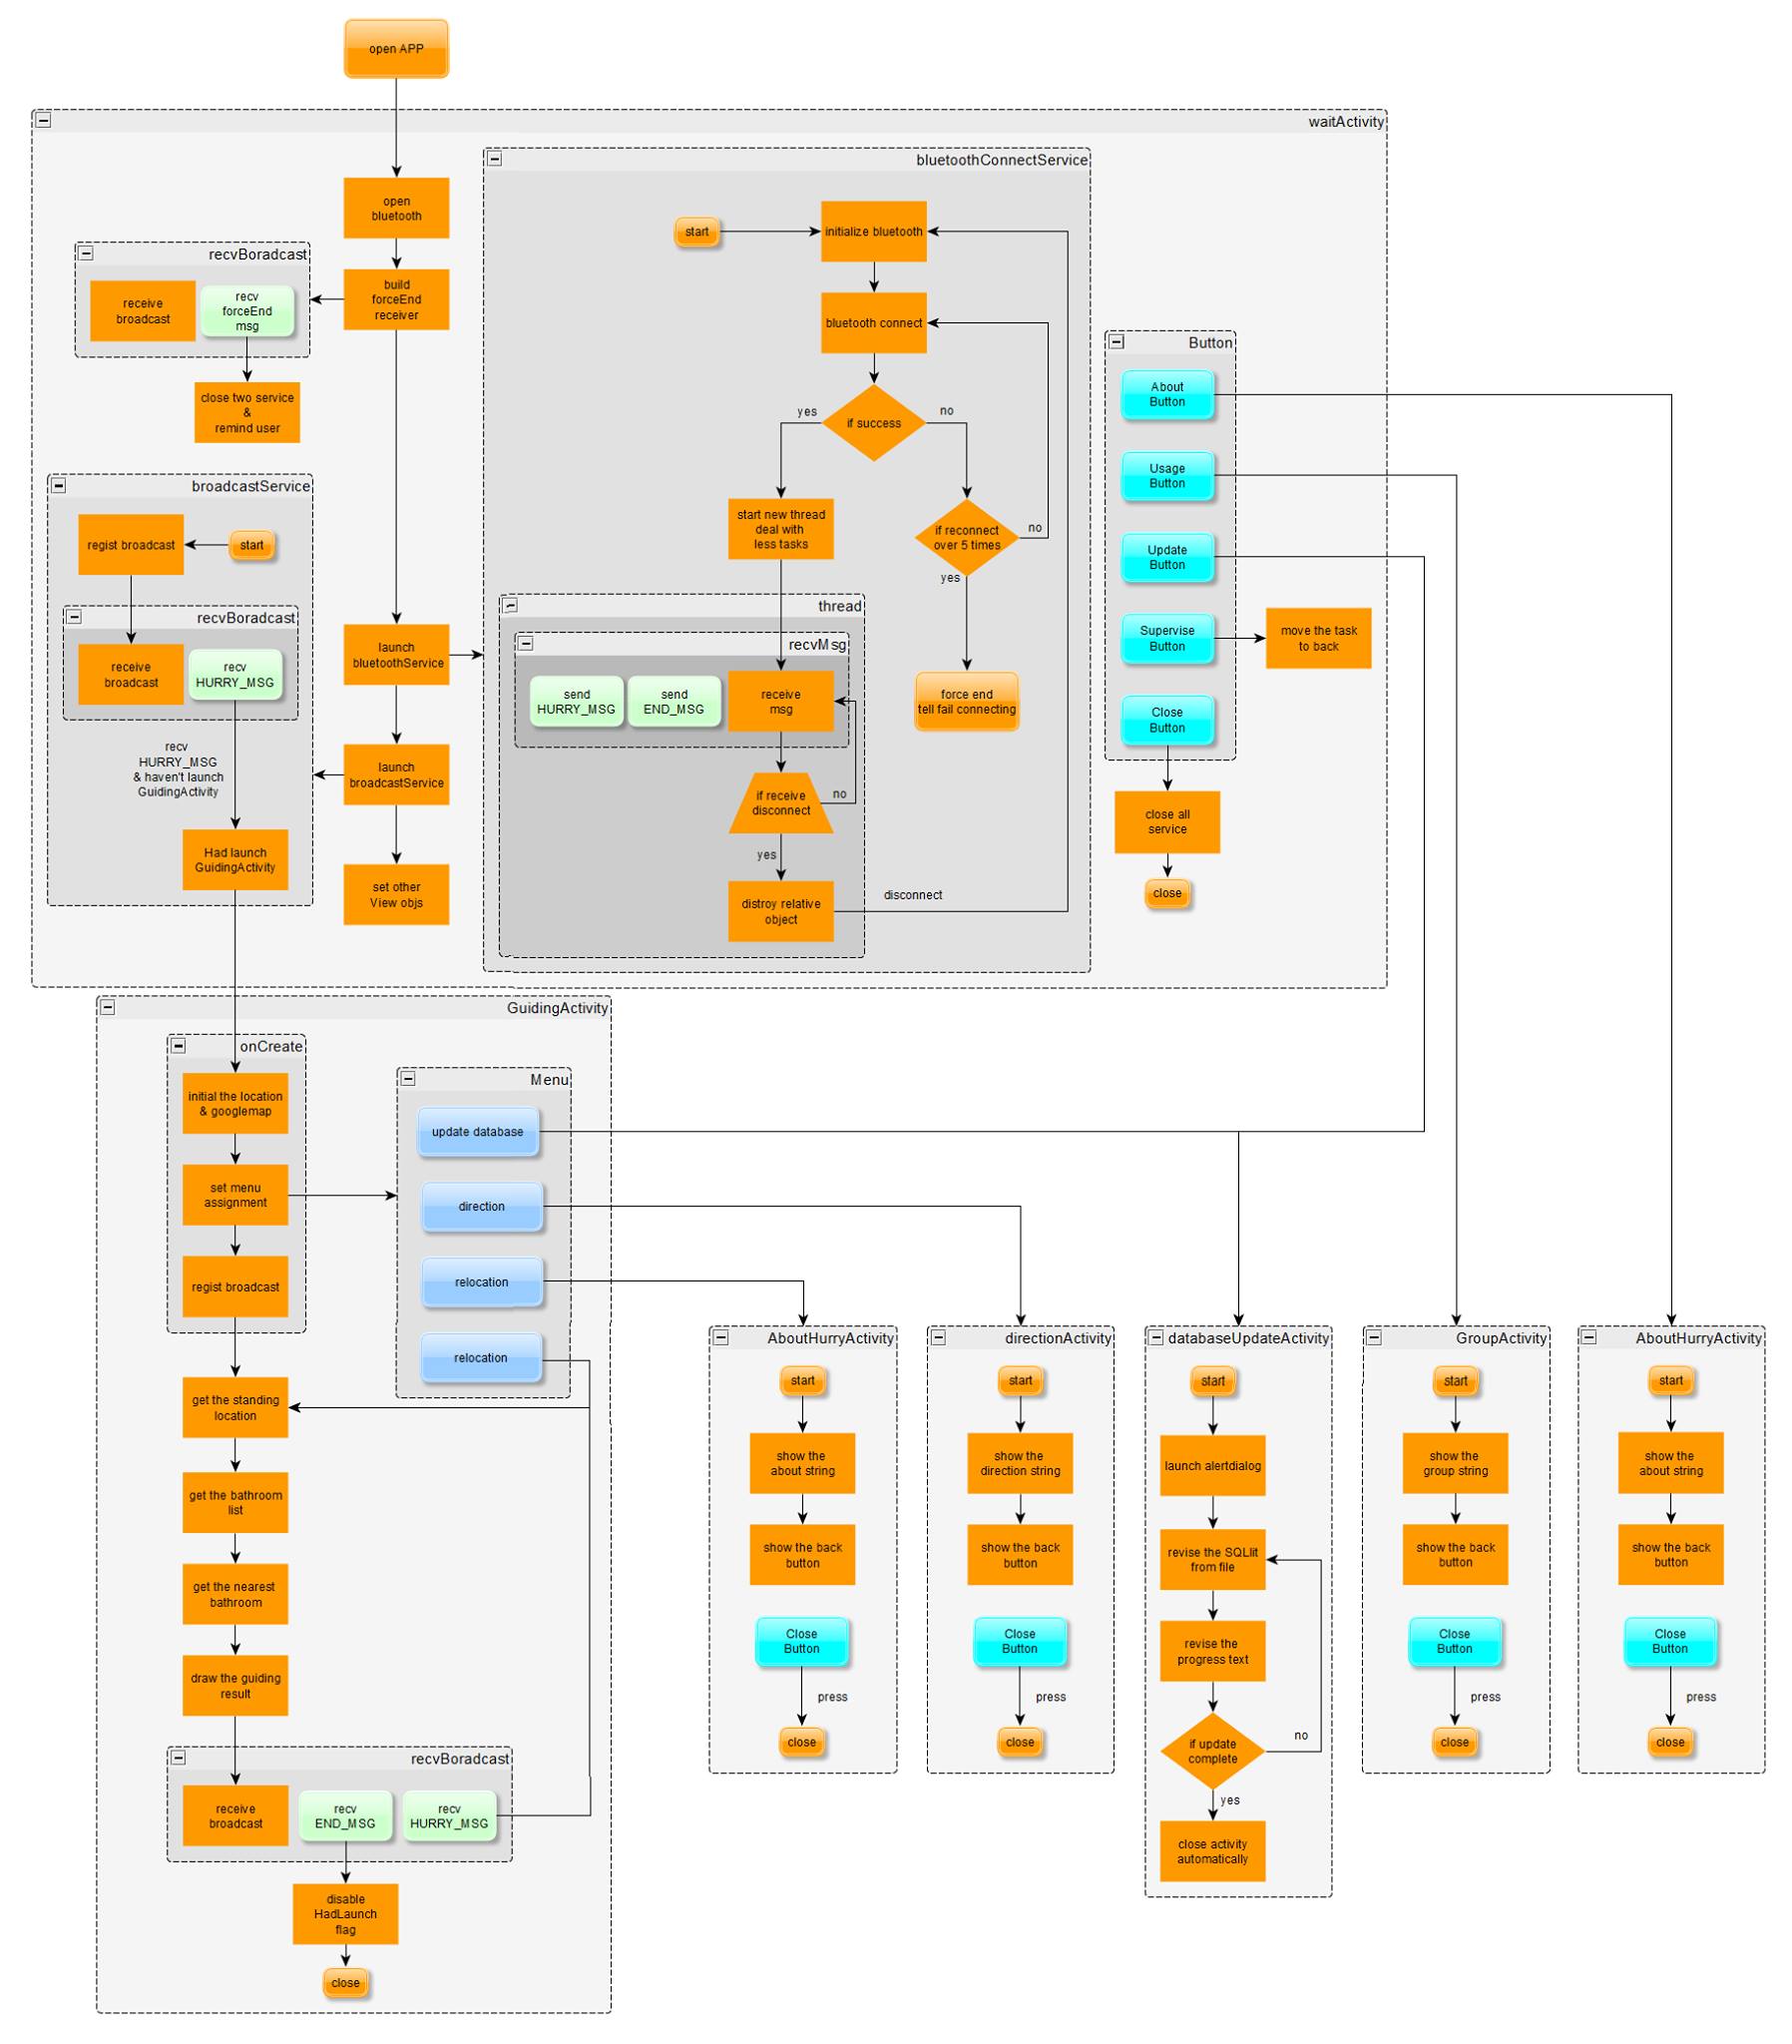 open APP
waitActivity
open
bluetooth
build
forceEnd
receiver
recvBoradcast
receive
broadcast
recv
forceEnd
msg
close two service
&
remind user
broadcastService
regist broadcast
start
recvBoradcast
receive
broadcast
recv
HURRY_MSG
recv
HURRY_MSG
& haven't launch
GuidingActivity
Had launch
GuidingActivity
launch
bluetoothService
launch
broadcastService
set other
View objs
bluetoothConnectService
start
initialize bluetooth
bluetooth connect
if success
yes
no
start new thread
deal with
less tasks
if reconnect
over 5 times
no
yes
force end
tell fail connecting
thread
recvMsg
send
HURRY_MSG
send
END_MSG
receive
msg
if receive
disconnect
no
yes
distroy relative
object
disconnect
Button
About
Button
Usage
Button
Update
Button
Supervise
Button
move the task
to back
Close
Button
close all
service
close
GuidingActivity
onCreate
initial the location
& googlemap
set menu
assignment
regist broadcast
Menu
update database
direction
relocation
relocation
get the standing
location
get the bathroom
list
get the nearest
bathroom
draw the guiding
result
recvBoradcast
receive
broadcast
recv
END_MSG
recv
HURRY_MSG
disable
HadLaunch
flag
close
AboutHurryActivity
start
show the
about string
show the back
button
Close
Button
press
close
directionActivity
start
show the
direction string
show the back
button
Close
Button
press
close
databaseUpdateActivity
start
launch alertdialog
revise the SQLlit
from file
revise the
progress text
if update
complete
no
yes
close activity
automatically
GroupActivity
start
show the
group string
show the back
button
Close
Button
press
close
AboutHurryActivity
start
show the
about string
show the back
button
Close
Button
press
close